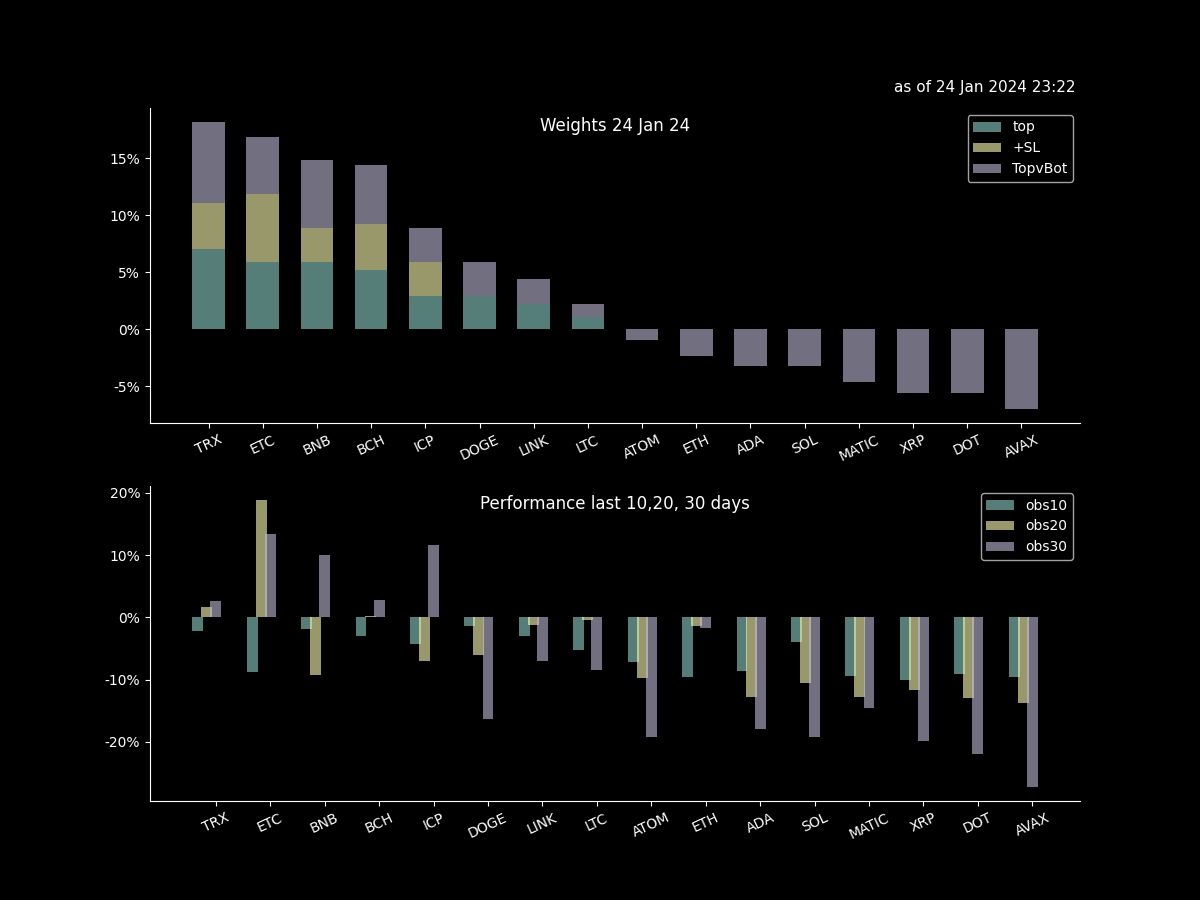 as of 24 Jan 2024 23:22
Weights 24 Jan 24
top
+SL
TopvBot
15%
10%
5%
0%
-5%
TRX ETC BNB BCH ICP DOGE LINK LTC ATOM ETH ADA SOL MATIC XRP DOT AVAX
Performance last 10,20, 30 days
obs10
obs20
obs30
20%
10%
0%
-10%
-20%
TRX ETC BNB BCH ICP DOGE LINK LTC ATOM ETH ADA SOL MATIC XRP DOT AVAX